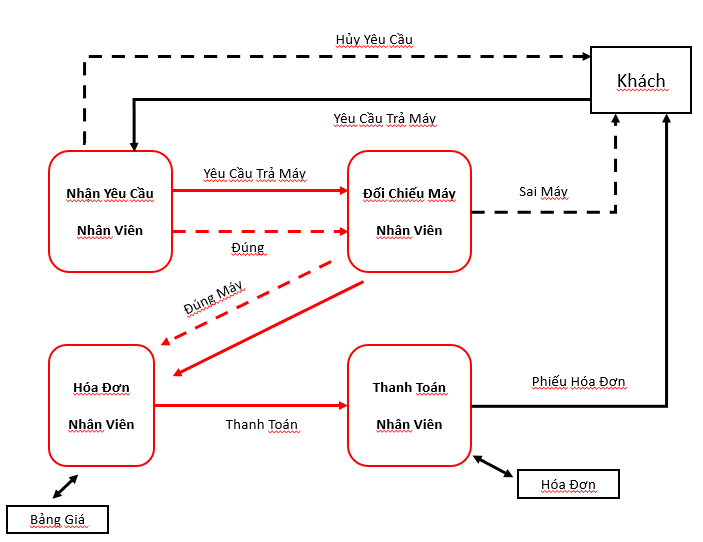 Hủy Yêu Cầu
Khách
Yêu Cầu Trả Máy
Nhận Yêu Cầu
Nhân Viên
Yêu Cầu Trả Máy
Đúng
Đối Chiếu Máy
Nhân Viên
Sai Máy
Đúng Máy
Hóa Đơn
Nhân Viên
Thanh Toán
Thanh Toán
Nhân Viên
Phiếu Hóa Đơn
Hóa Đơn
Bảng Giá